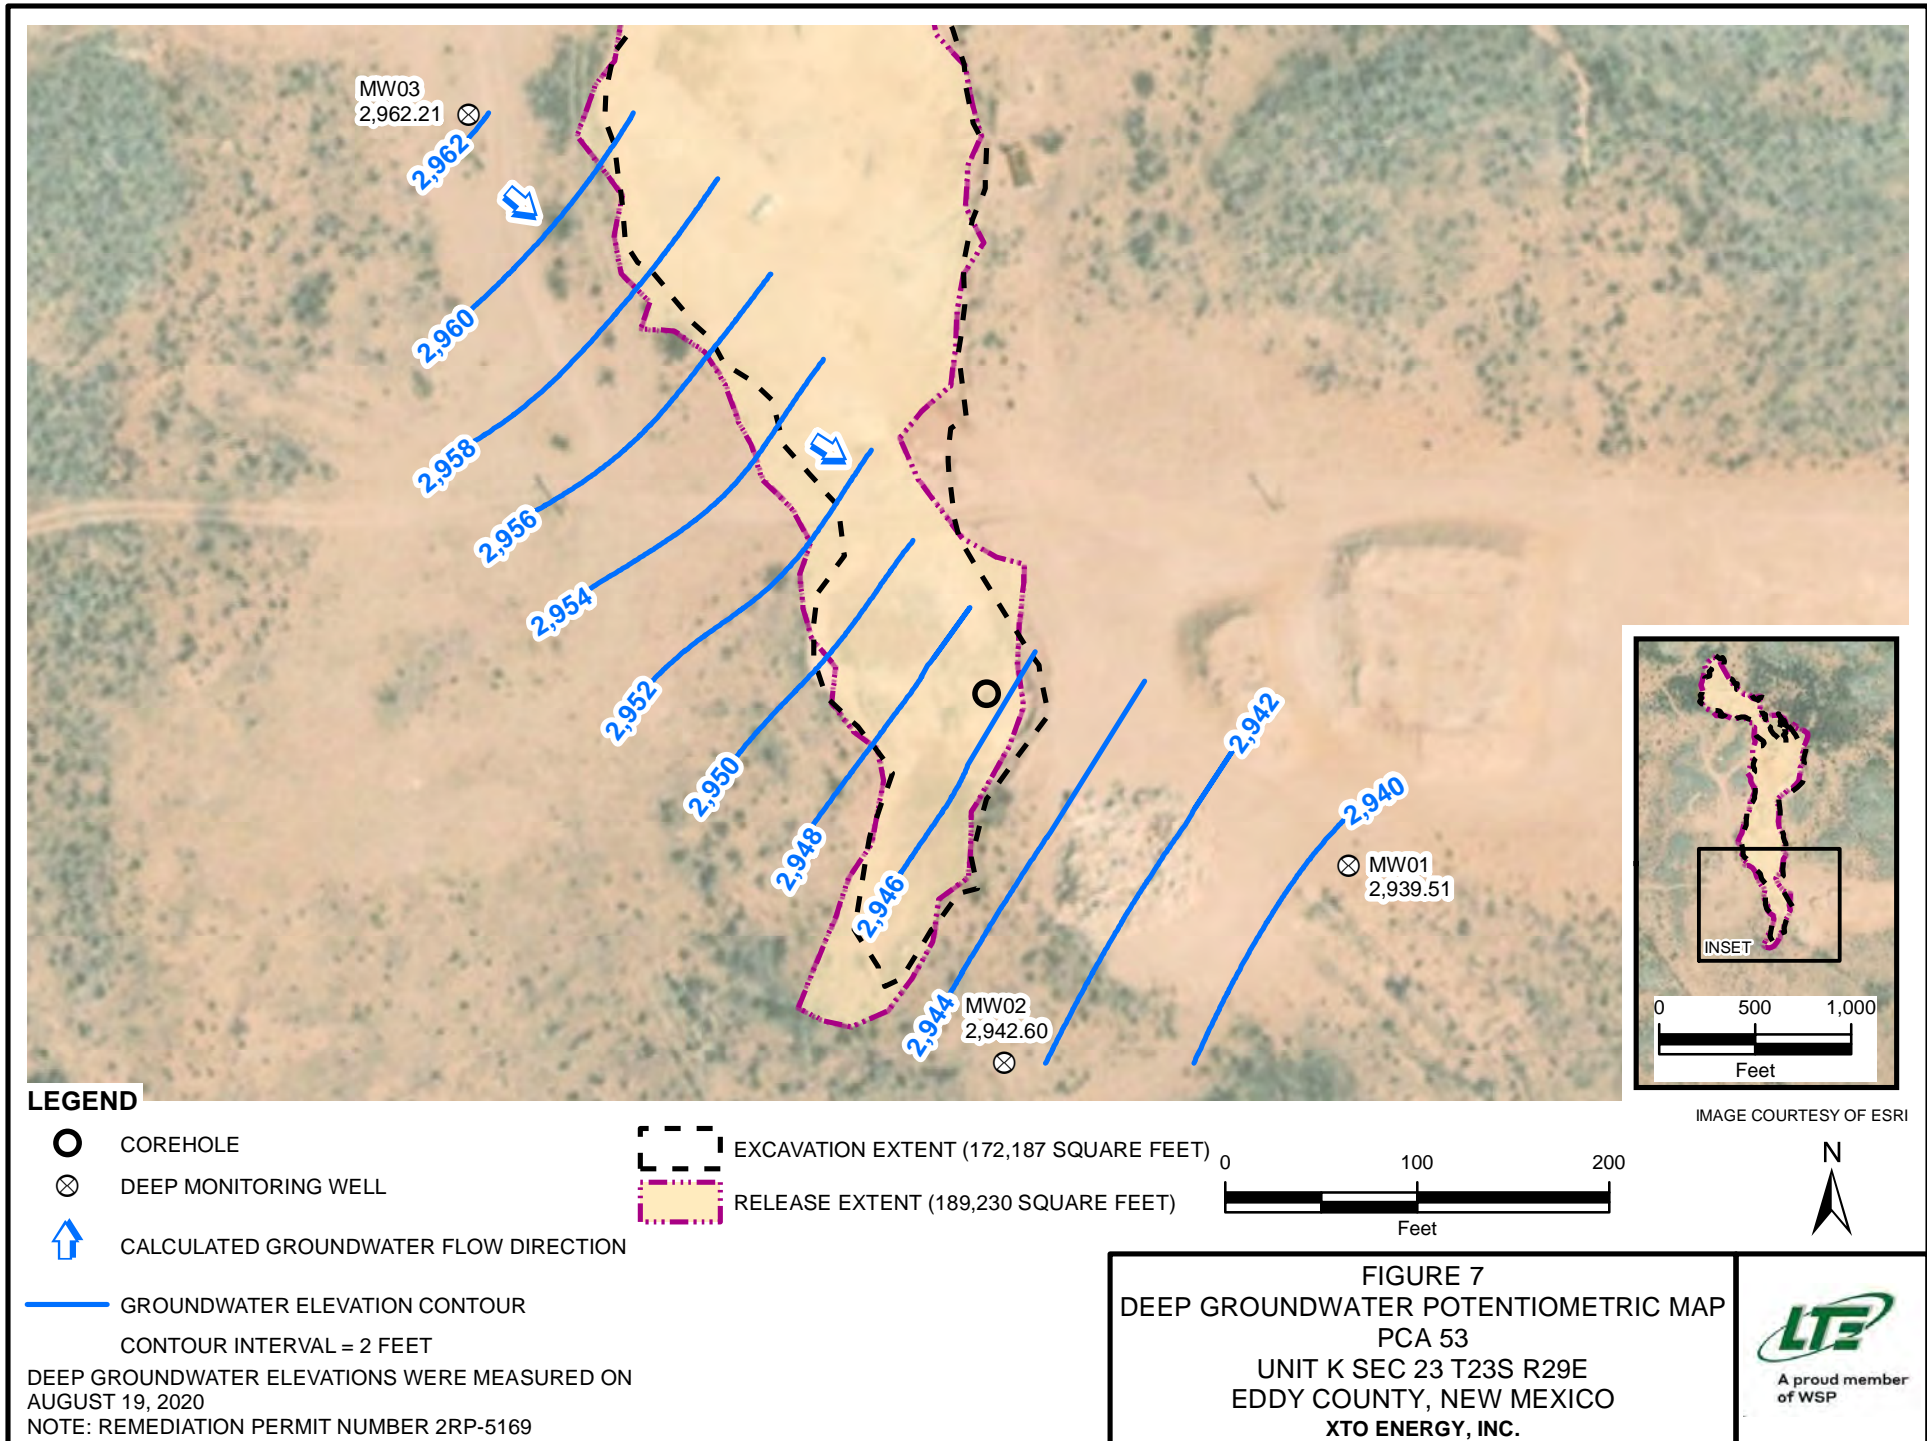 MW03
2,962.21
2,962
2,960
2,958
2,956
2,954
2,952
2,950
2,948
2,946
2,944
2,942
2,940
MW01
2,939.51
MW02
2,942.60
INSET
0 500 1,000
Feet
IMAGE COURTESY OF ESRI
N
LEGEND
COREHOLE
DEEP MONITORING WELL
CALCULATED GROUNDWATER FLOW DIRECTION
GROUNDWATER ELEVATION CONTOUR
CONTOUR INTERVAL = 2 FEET
EXCAVATION EXTENT (172,187 SQUARE FEET)
RELEASE EXTENT (189,230 SQUARE FEET)
0 100 200
Feet
DEEP GROUNDWATER ELEVATIONS WERE MEASURED ON
AUGUST 19, 2020
NOTE: REMEDIATION PERMIT NUMBER 2RP-5169
FIGURE 7
DEEP GROUNDWATER POTENTIOMETRIC MAP
PCA 53
UNIT K SEC 23 T23S R29E
EDDY COUNTY, NEW MEXICO
XTO ENERGY, INC.
LTE
A proud member
of WSP